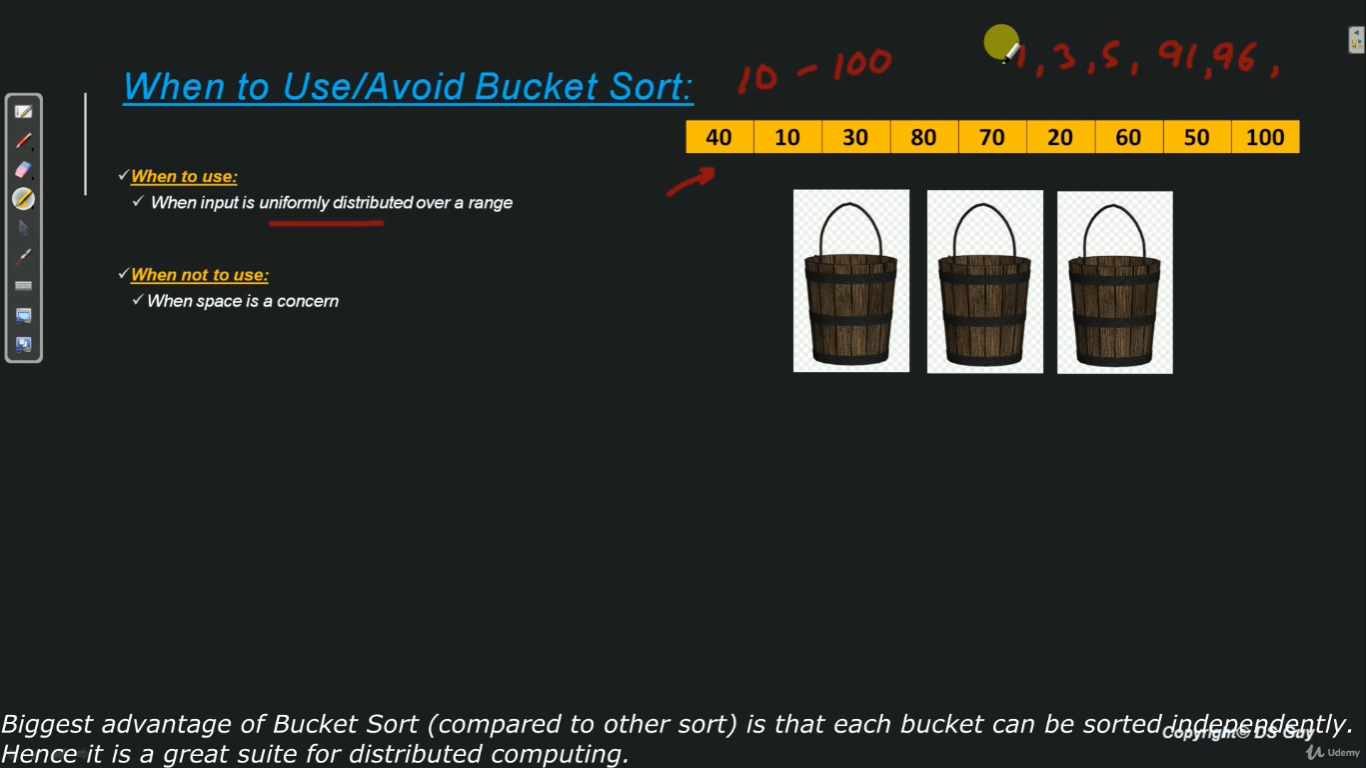 When to Use/Avoid Bucket Sort:
10 - 100
1, 3, 5, 91, 96,
40 10 30 80 70 20 60 50 100
When to use:
When input is uniformly distributed over a range
When not to use:
When space is a concern
Biggest advantage of Bucket Sort (compared to other sort) is that each bucket can be sorted independently.
Copyright© DS Guy
Hence it is a great suite for distributed computing.
Udemy